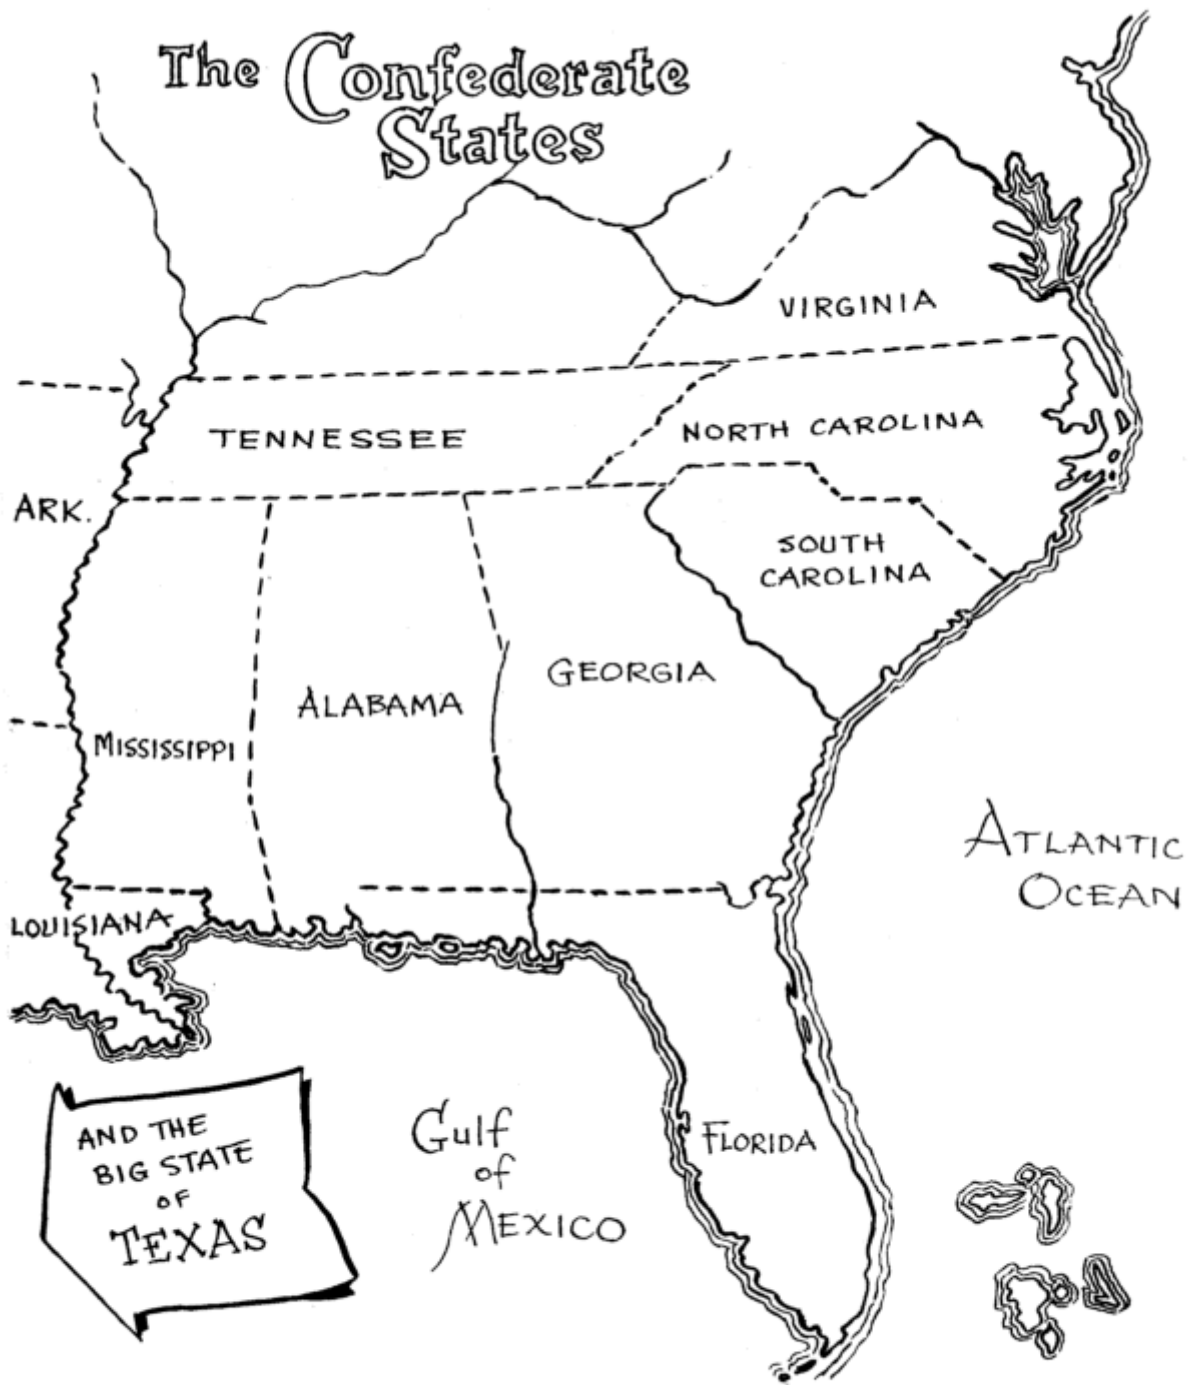 The Confederate
States
VIRGINIA
TENNESSEE
NORTH CAROLINA
ARK.
SOUTH
CAROLINA
GEORGIA
ALABAMA
MISSISSIPPI
ATLANTIC
OCEAN
LOUISIANA
AND THE
BIG STATE
OF
TEXAS
Gulf
of
MEXICO
FLORIDA